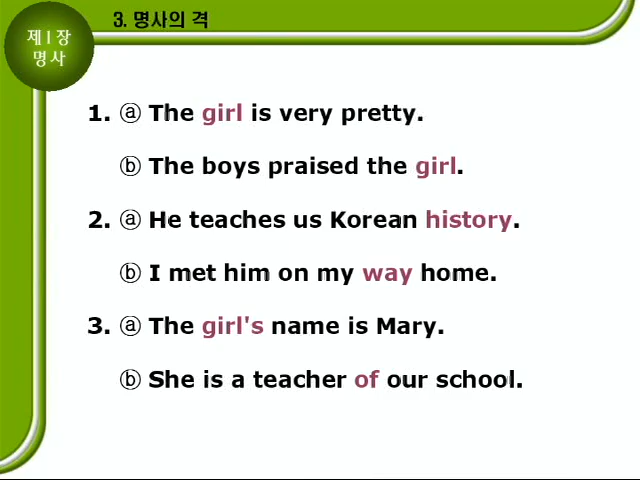 3. 명사의 격
제Ⅰ장
명사
1. ⓐ The girl is very pretty.
ⓑ The boys praised the girl.
2. ⓐ He teaches us Korean history.
ⓑ I met him on my way home.
3. ⓐ The girl's name is Mary.
ⓑ She is a teacher of our school.